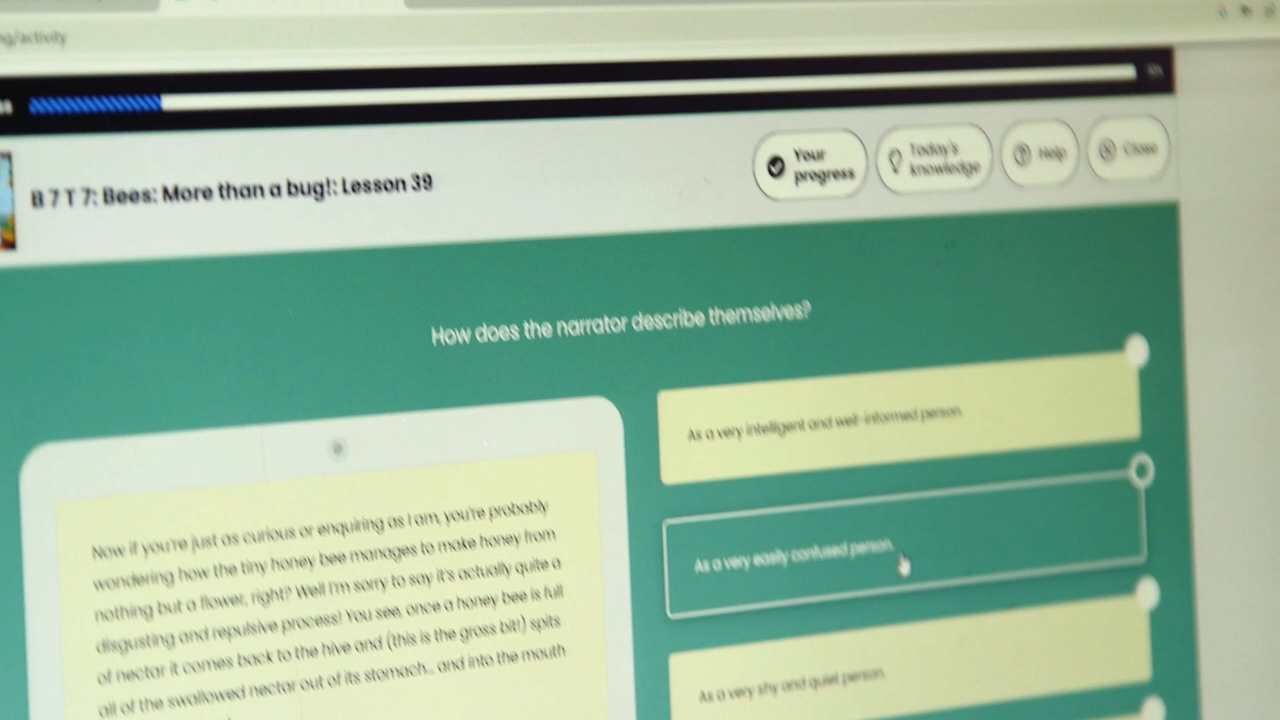 ng/activity
B 7 T 7: Bees: More than a bug!: Lesson 39
Your
progress
Today's
knowledge
Help
Close
How does the narrator describe themselves?
Now if you're just as curious or enquiring as I am, you're probably
wondering how the tiny honey bee manages to make honey from
nothing but a flower, right? Well I'm sorry to say it's actually quite a
disgusting and repulsive process! You see, once a honey bee is full
of nectar it comes back to the hive and (this is the gross bit!) spits
all of the swallowed nectar out of its stomach... and into the mouth
As a very intelligent and well-informed person.
As a very easily confused person.
As a very shy and quiet person.